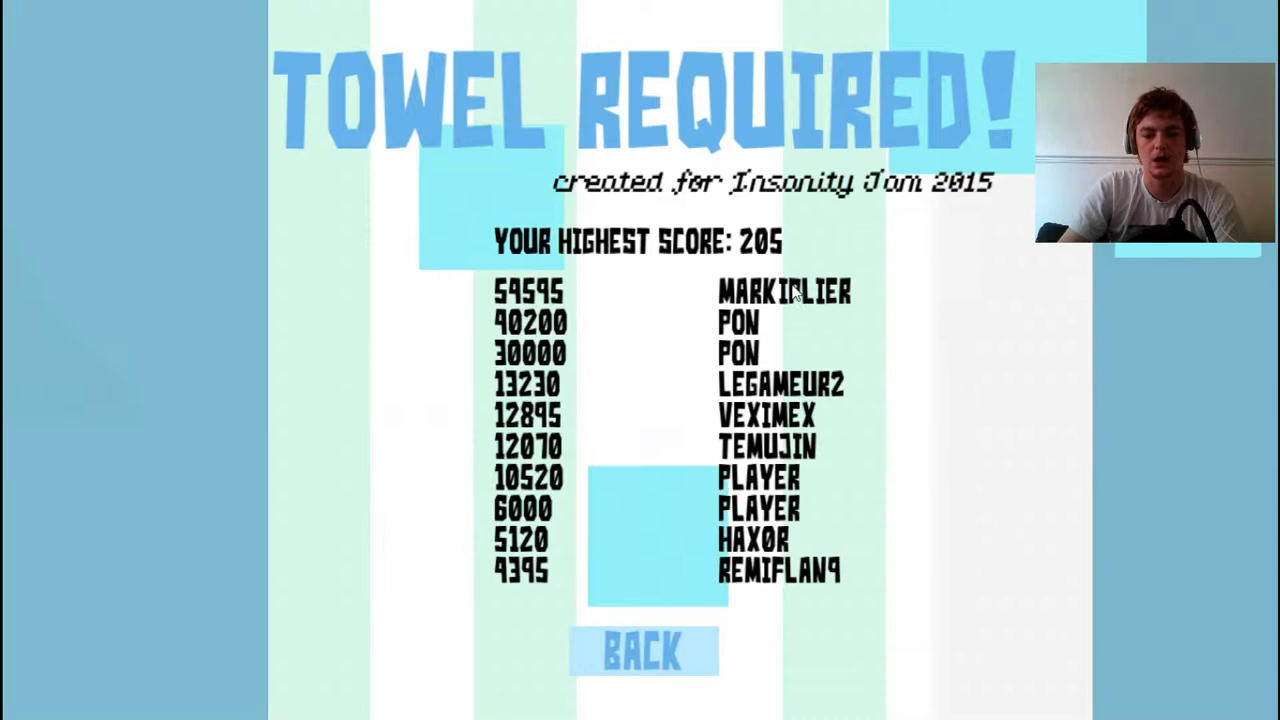 TOWEL REQUIRED!
created for Insanity Jam 2015
YOUR HIGHEST SCORE: 205
59595 MARKIPLIER
40200 PON
30000 PON
13230 LEGAMEUR2
12895 VEXIMEX
12070 TEMUJIN
10520 PLAYER
6000 PLAYER
5120 HAXOR
4395 REMIFLAN4
BACK